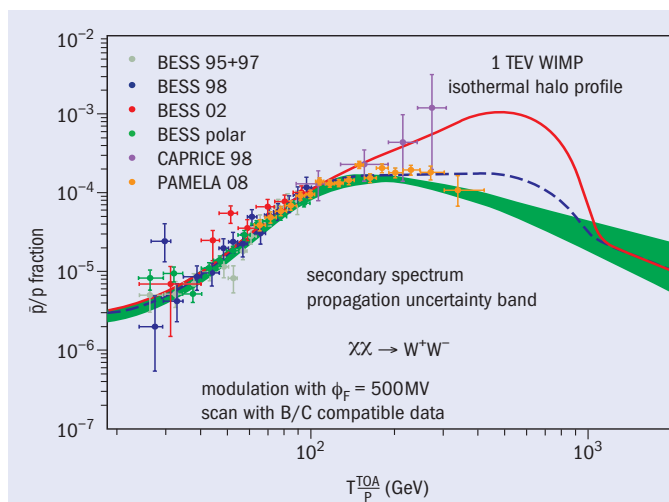 10⁻²
10⁻³
10⁻⁴
10⁻⁵
10⁻⁶
10⁻⁷
p̄/p fraction
BESS 95+97
BESS 98
BESS 02
BESS polar
CAPRICE 98
PAMELA 08
1 TEV WIMP
isothermal halo profile
secondary spectrum
propagation uncertainty band
χχ → W⁺W⁻
modulation with ϕF = 500MV
scan with B/C compatible data
10² 10³
T TOA/P (GeV)